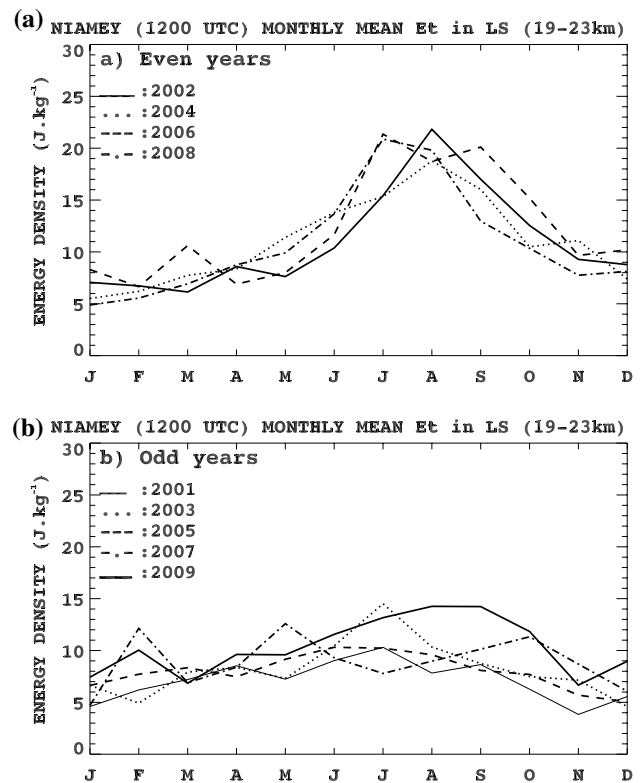 (a) NIAMEY (1200 UTC) MONTHLY MEAN Et in LS (19-23km)
30
25
20
15
10
5
0
ENERGY DENSITY (J.kg⁻¹)
a) Even years
:2002
:2004
:2006
:2008
J F M A M J J A S O N D
(b) NIAMEY (1200 UTC) MONTHLY MEAN Et in LS (19-23km)
30
25
20
15
10
5
0
ENERGY DENSITY (J.kg⁻¹)
b) Odd years
:2001
:2003
:2005
:2007
:2009
J F M A M J J A S O N D